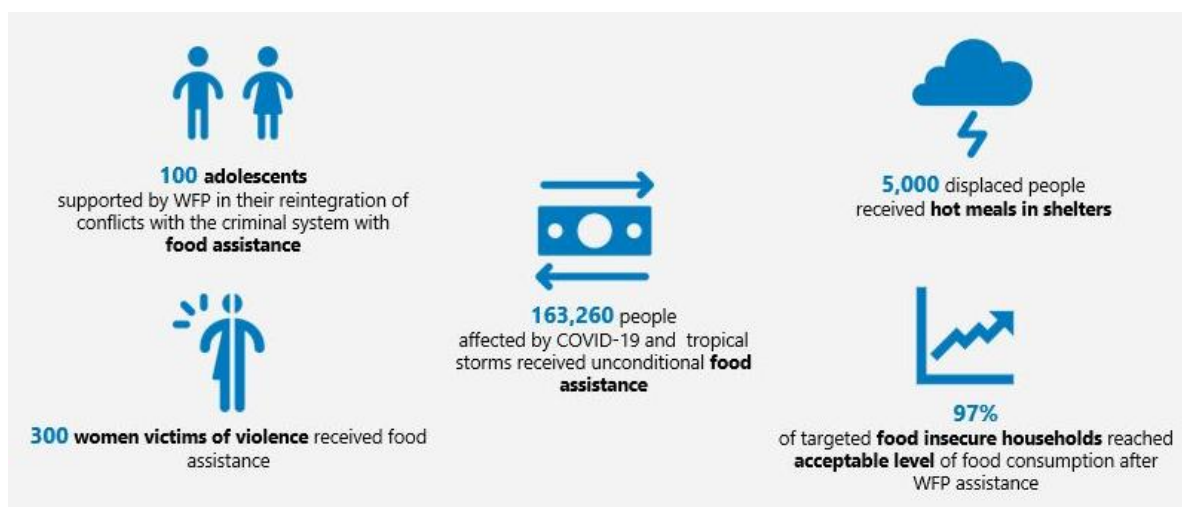 100 adolescents
supported by WFP in their reintegration of
conflicts with the criminal system with
food assistance
300 women victims of violence received food
assistance
163,260 people
affected by COVID-19 and tropical
storms received unconditional food
assistance
5,000 displaced people
received hot meals in shelters
97%
of targeted food insecure households reached
acceptable level of food consumption after
WFP assistance